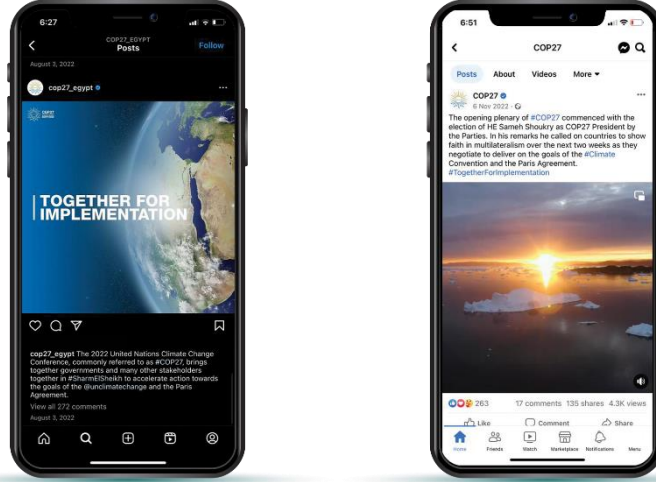 6:27
COP27_EGYPT
Posts
Follow
August 3, 2022
cop27_egypt
TOGETHER FOR
IMPLEMENTATION
cop27_egypt The 2022 United Nations Climate Change
Conference, commonly referred to as #COP27, brings
together governments and many other stakeholders
together in #SharmElSheikh to accelerate action towards
the goals of the @unclimatechange and the Paris
Agreement.
View all 272 comments
August 3, 2022
6:51
COP27
Posts About Videos More
COP27
6 Nov 2022
The opening plenary of #COP27 commenced with the
election of HE Sameh Shoukry as COP27 President by
the Parties. In his remarks he called on countries to show
faith in multilateralism over the next two weeks as they
negotiate to deliver on the goals of the #Climate
Convention and the Paris Agreement.
#TogetherForImplementation
263 17 comments 135 shares 4.3K views
Like Comment Share
Home Friends Watch Marketplace Notifications Menu